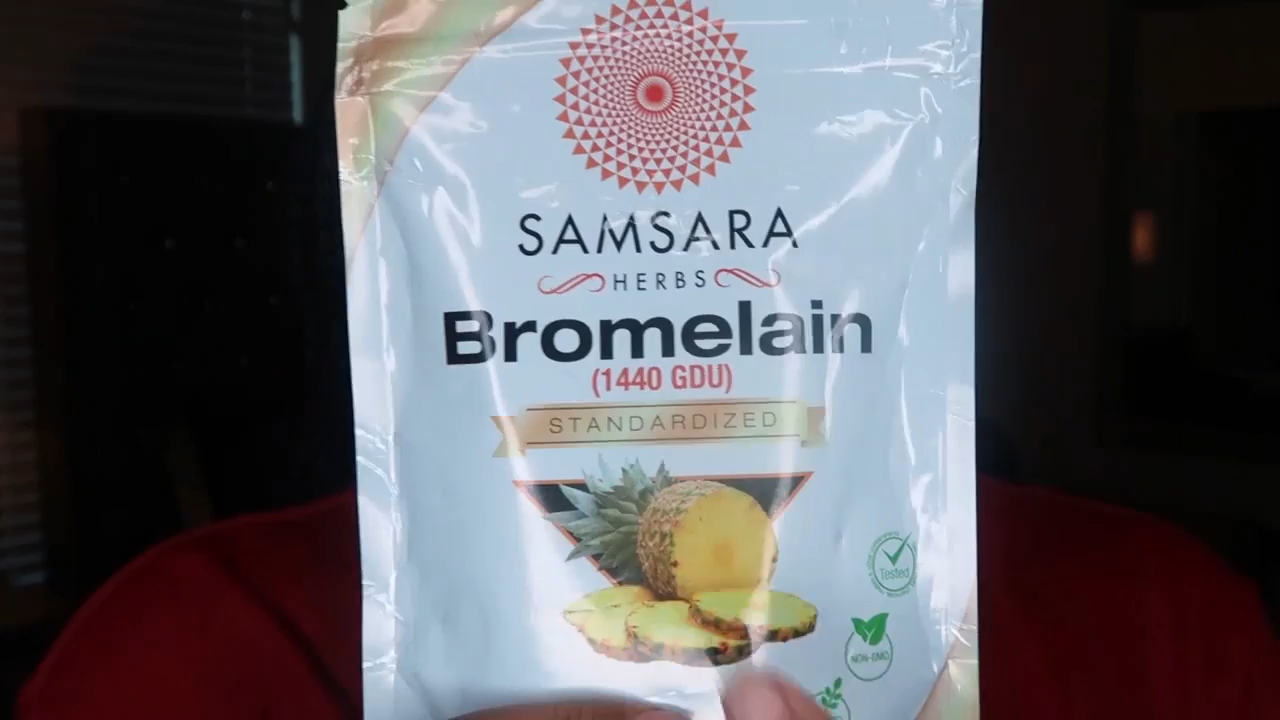 SAMSARA
HERBS
Bromelain
(1440 GDU)
STANDARDIZED
Tested
NON-GMO